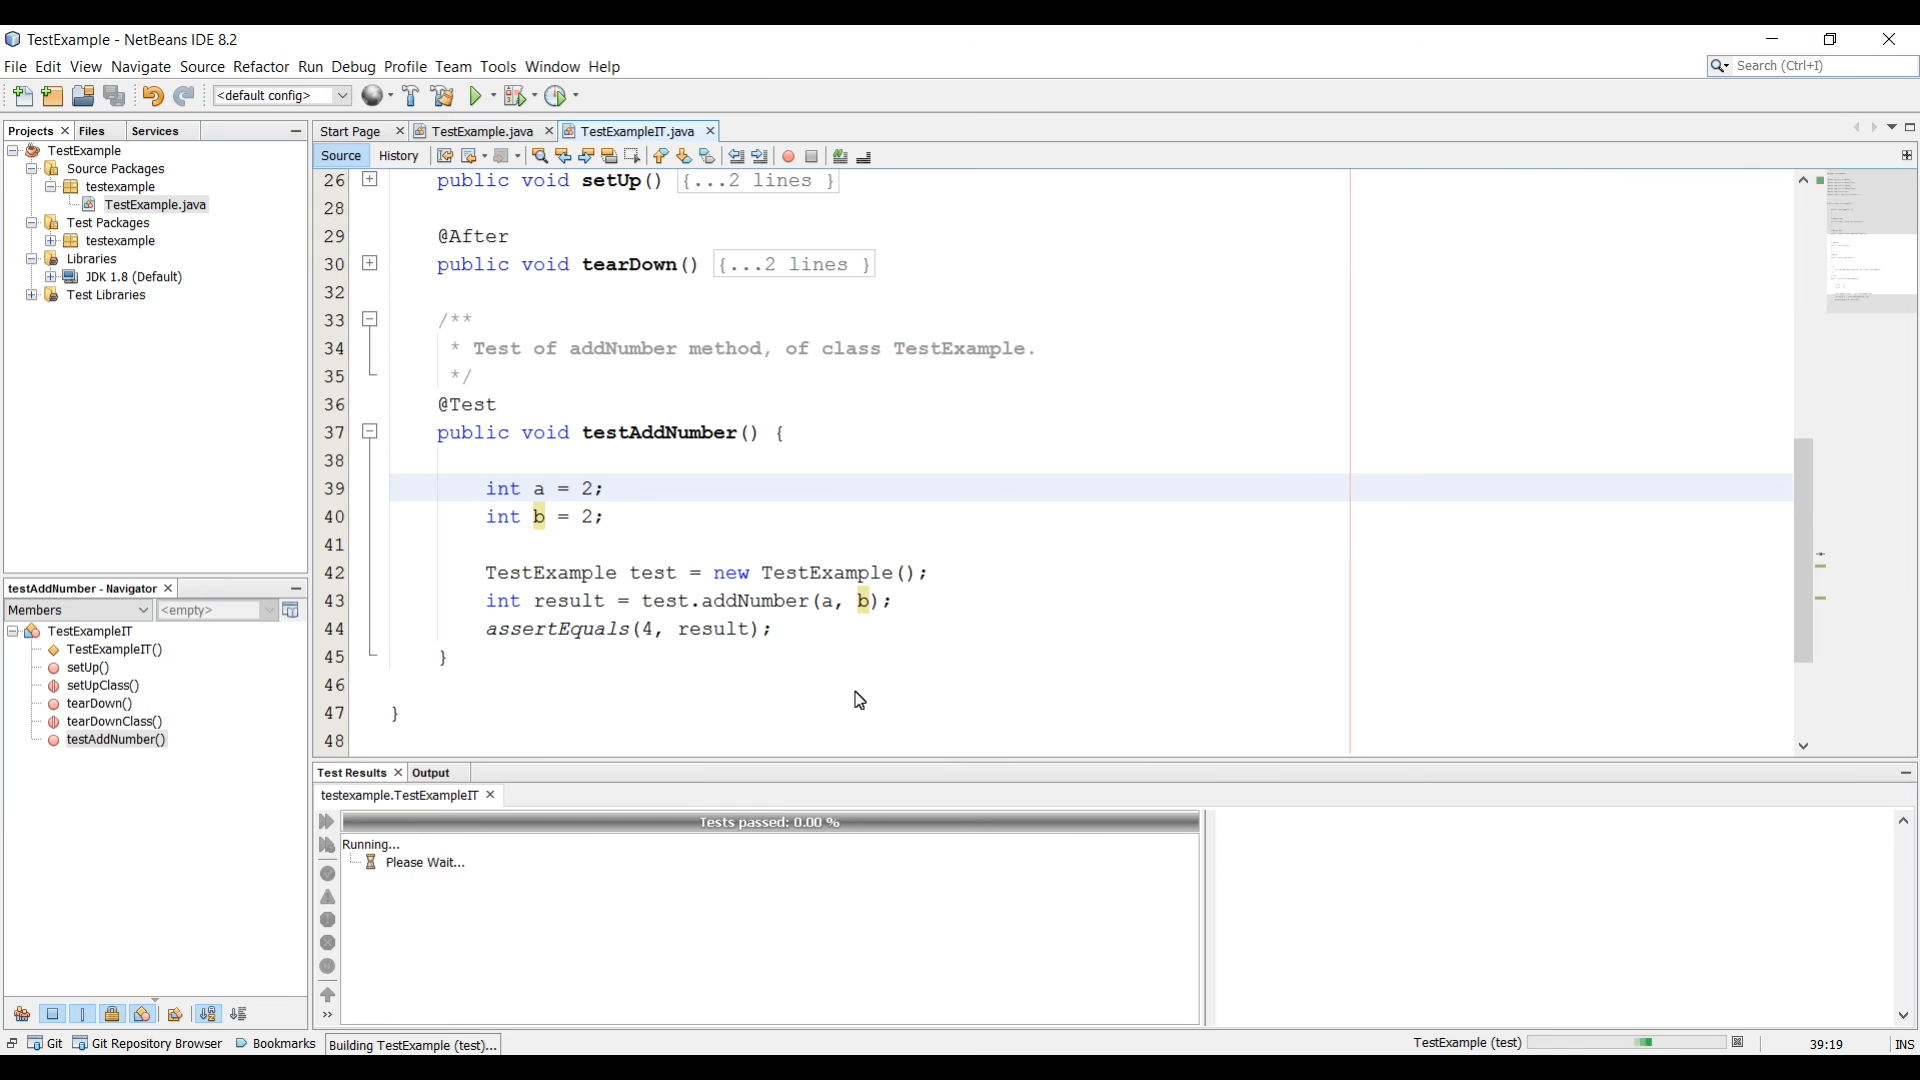 TestExample - NetBeans IDE 8.2
File Edit View Navigate Source Refactor Run Debug Profile Team Tools Window Help
Search (Ctrl+I)
<default config>
Projects Files Services
TestExample
Source Packages
testexample
TestExample.java
Test Packages
testexample
Libraries
JDK 1.8 (Default)
Test Libraries
testAddNumber - Navigator
Members <empty>
TestExampleIT
TestExampleIT()
setUp()
setUpClass()
tearDown()
tearDownClass()
testAddNumber()
Start Page TestExample.java TestExampleIT.java
Source History
26 public void setUp() {...2 lines }
28
29 @After
30 public void tearDown() {...2 lines }
32
33 /**
34 * Test of addNumber method, of class TestExample.
35 */
36 @Test
37 public void testAddNumber() {
38
39 int a = 2;
40 int b = 2;
41
42 TestExample test = new TestExample();
43 int result = test.addNumber(a, b);
44 assertEquals(4, result);
45 }
46
47 }
48
Test Results Output
testexample.TestExampleIT
Tests passed: 0.00 %
Running...
Please Wait...
Git Git Repository Browser Bookmarks Building TestExample (test)... TestExample (test) 39:19 INS